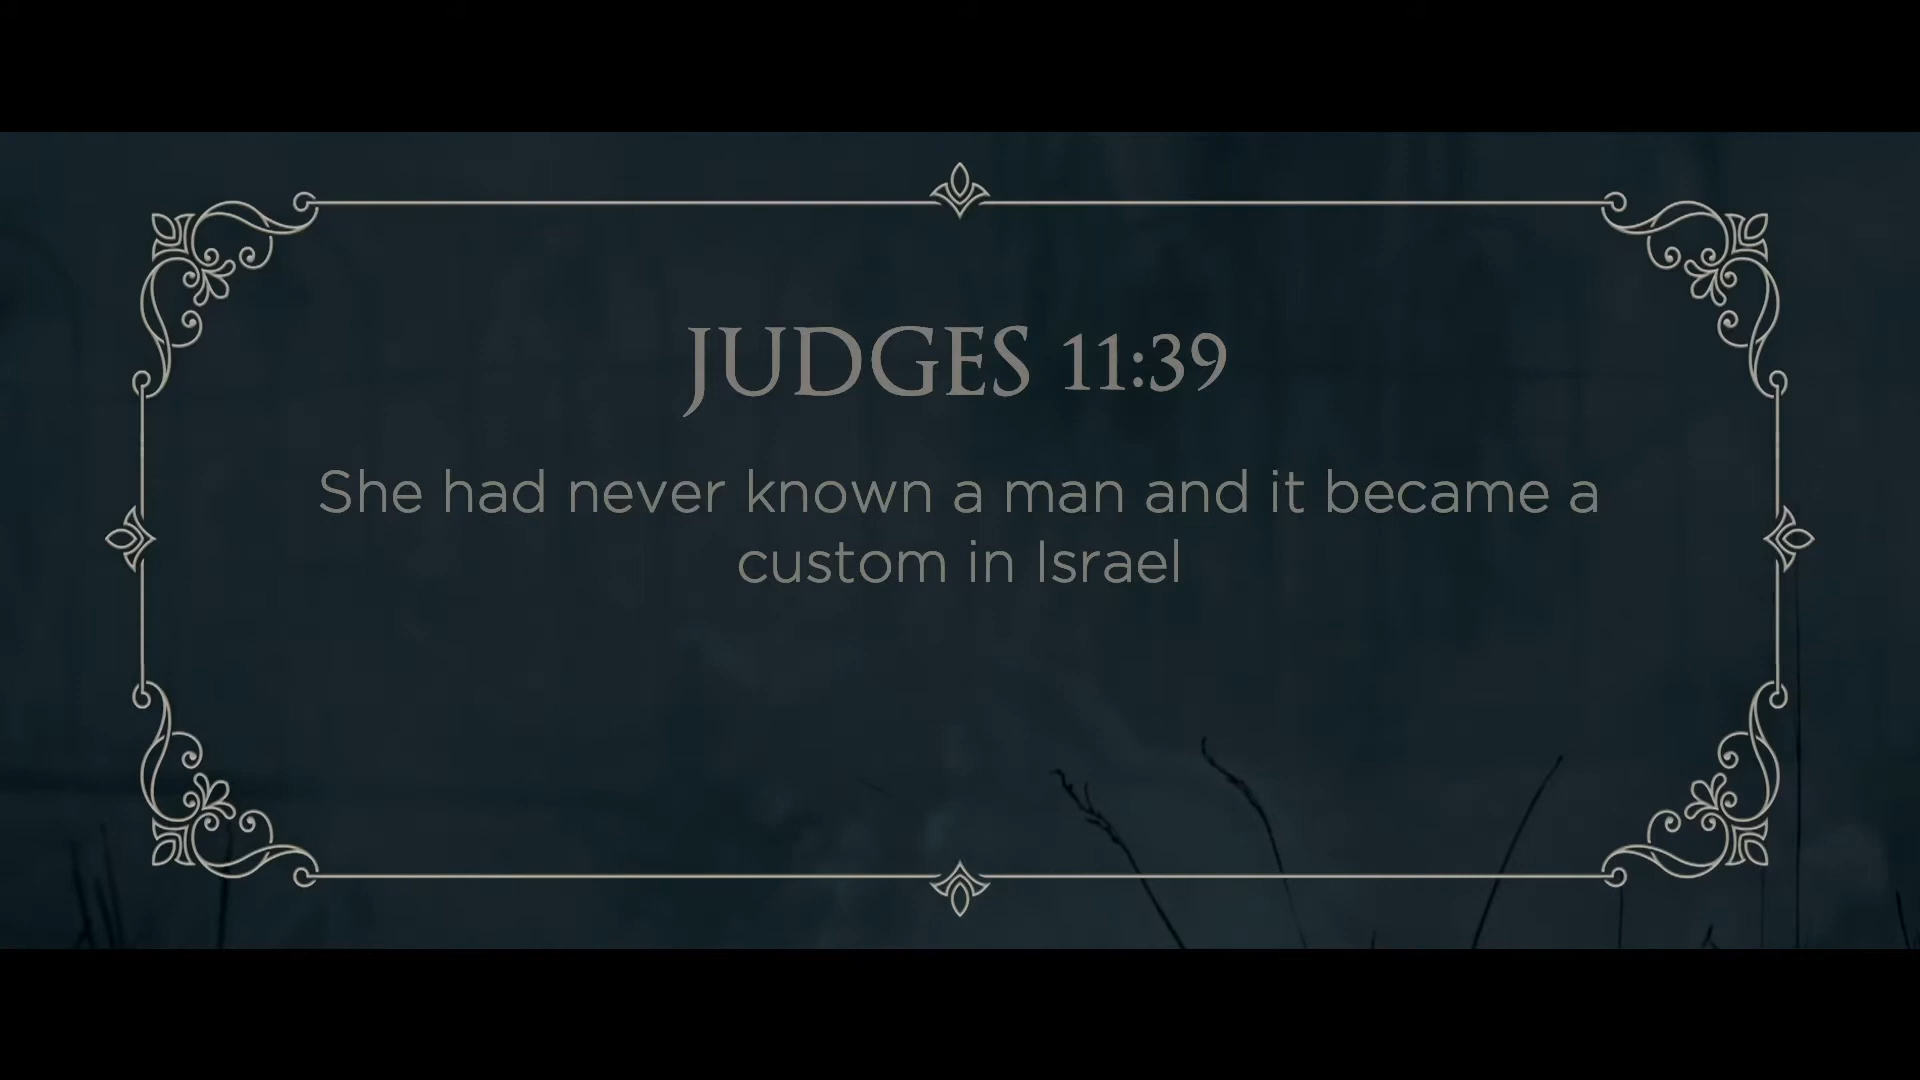 JUDGES 11:39
She had never known a man and it became a
custom in Israel